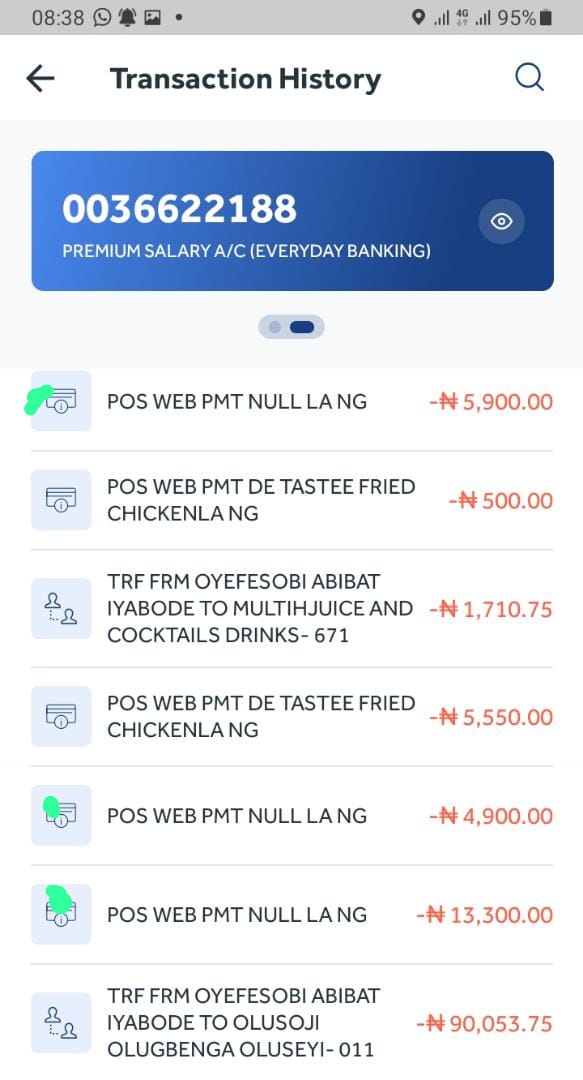 08:38 4G 95%
Transaction History
0036622188
PREMIUM SALARY A/C (EVERYDAY BANKING)
POS WEB PMT NULL LA NG -₦ 5,900.00
POS WEB PMT DE TASTEE FRIED
CHICKENLA NG -₦ 500.00
TRF FRM OYEFESOBI ABIBAT
IYABODE TO MULTIHJUICE AND -₦ 1,710.75
COCKTAILS DRINKS- 671
POS WEB PMT DE TASTEE FRIED
CHICKENLA NG -₦ 5,550.00
POS WEB PMT NULL LA NG -₦ 4,900.00
POS WEB PMT NULL LA NG -₦ 13,300.00
TRF FRM OYEFESOBI ABIBAT
IYABODE TO OLUSOJI -₦ 90,053.75
OLUGBENGA OLUSEYI- 011